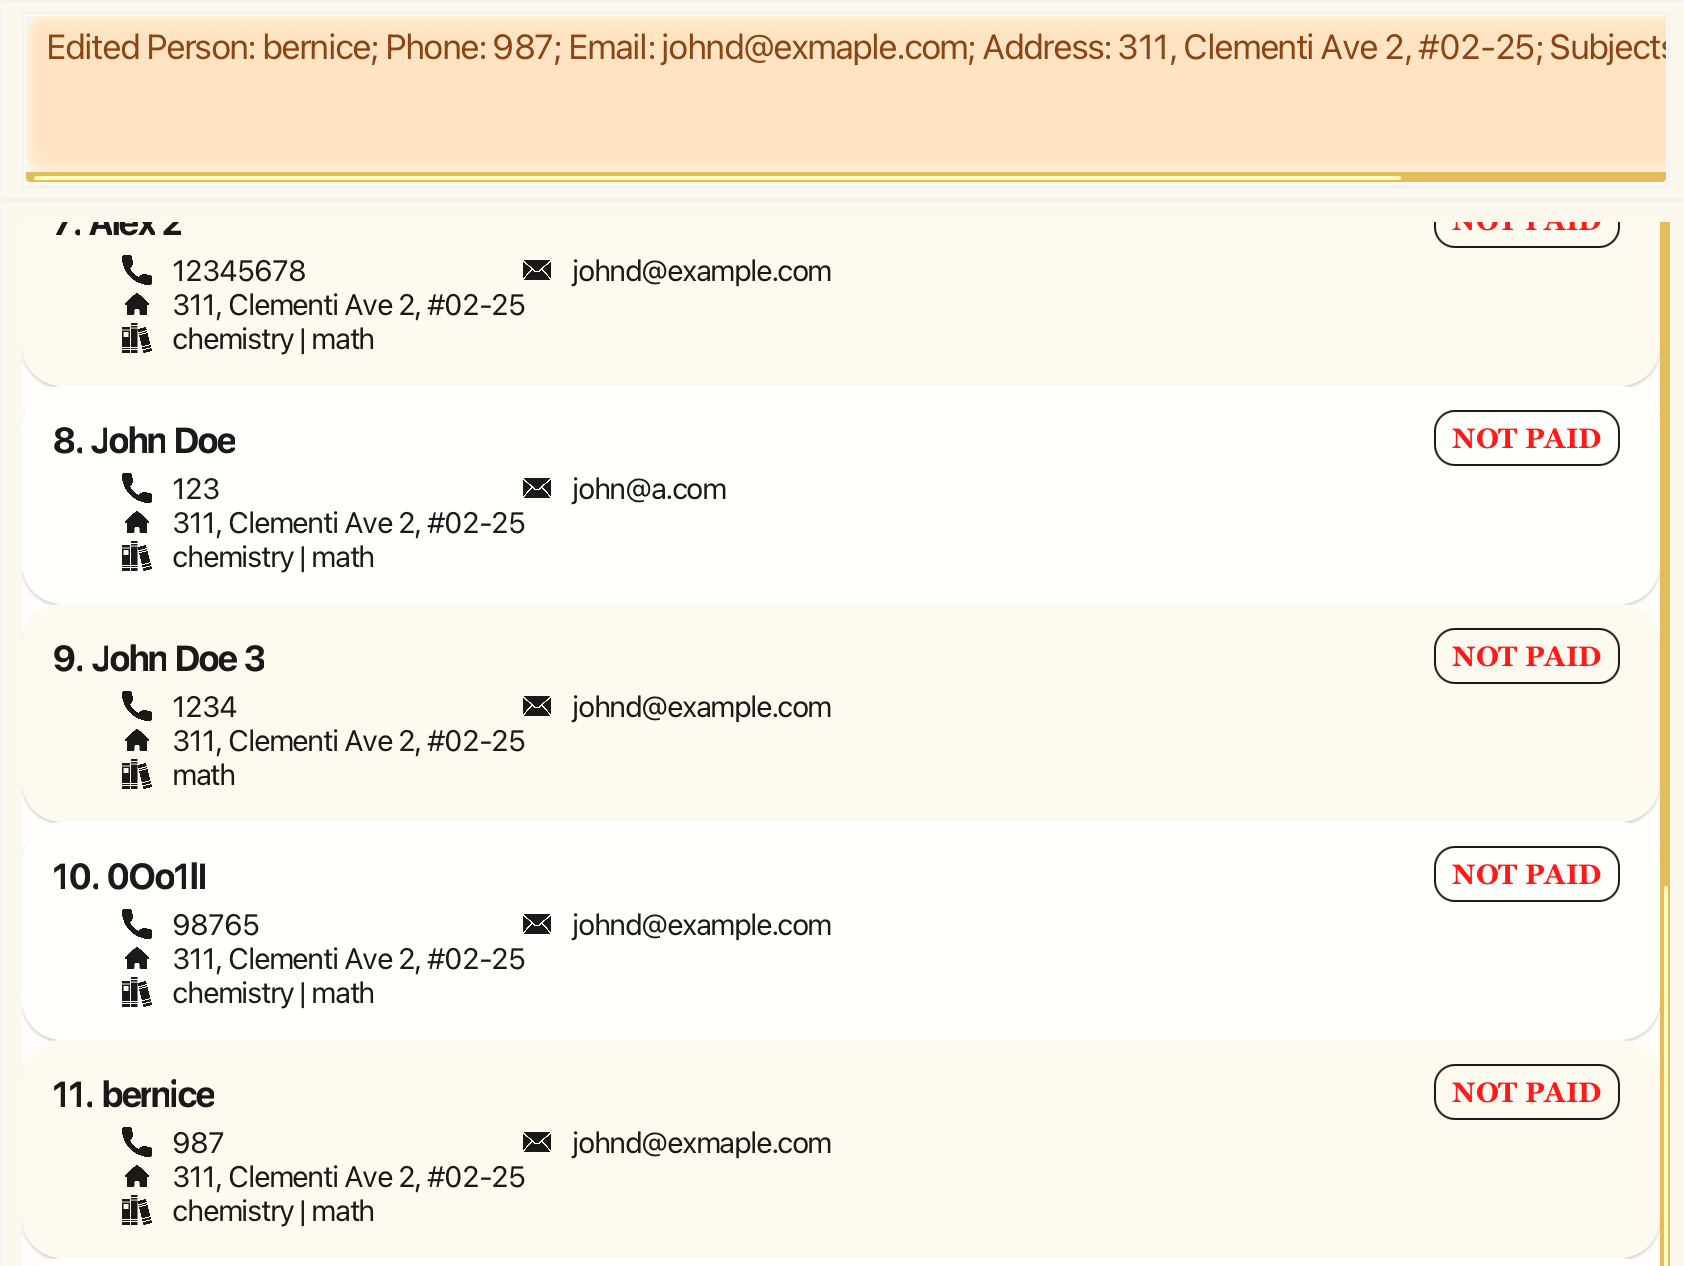 Edited Person: bernice; Phone: 987; Email: johnd@exmaple.com; Address: 311, Clementi Ave 2, #02-25; Subjects
7. Alex 2 NOT PAID
12345678 johnd@example.com
311, Clementi Ave 2, #02-25
chemistry | math
8. John Doe NOT PAID
123 john@a.com
311, Clementi Ave 2, #02-25
chemistry | math
9. John Doe 3 NOT PAID
1234 johnd@example.com
311, Clementi Ave 2, #02-25
math
10. NOT PAID
98765 johnd@example.com
311, Clementi Ave 2, #02-25
chemistry | math
11. bernice NOT PAID
987 johnd@exmaple.com
311, Clementi Ave 2, #02-25
chemistry | math